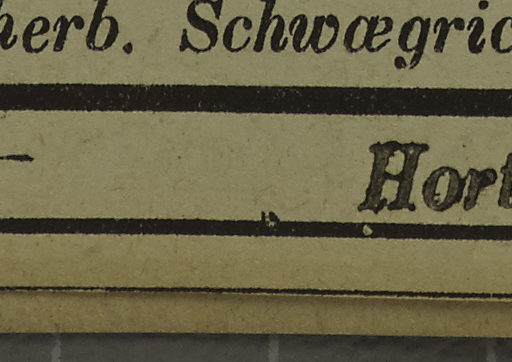 herb. Schwægric
— Hort